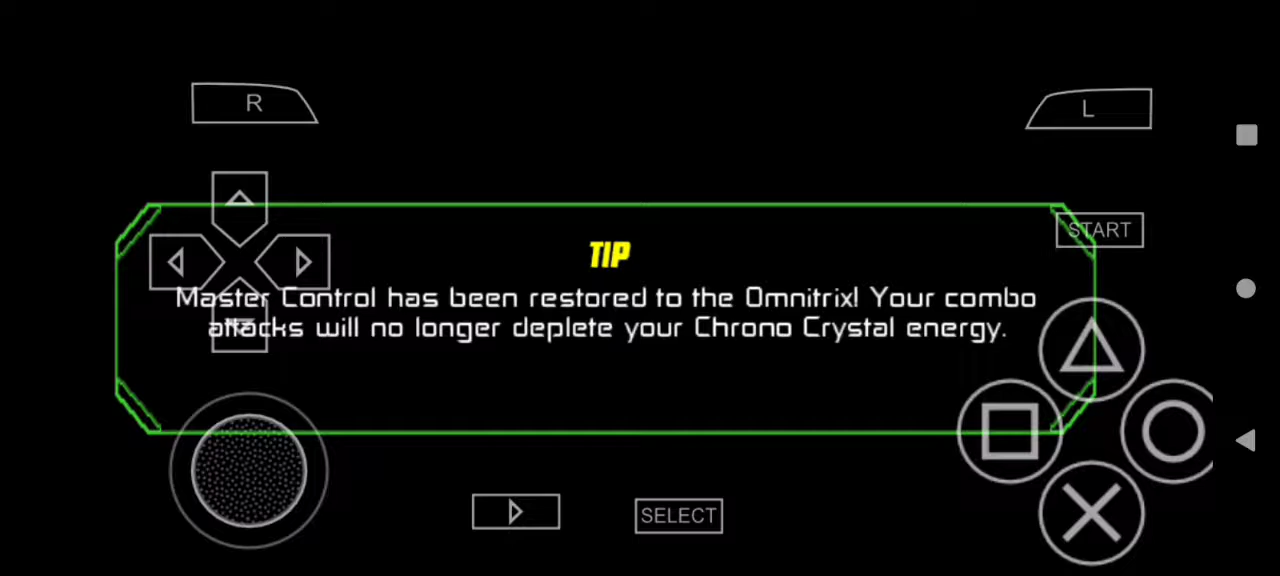 R
L
START
TIP
Master Control has been restored to the Omnitrix! Your combo
attacks will no longer deplete your Chrono Crystal energy.
SELECT